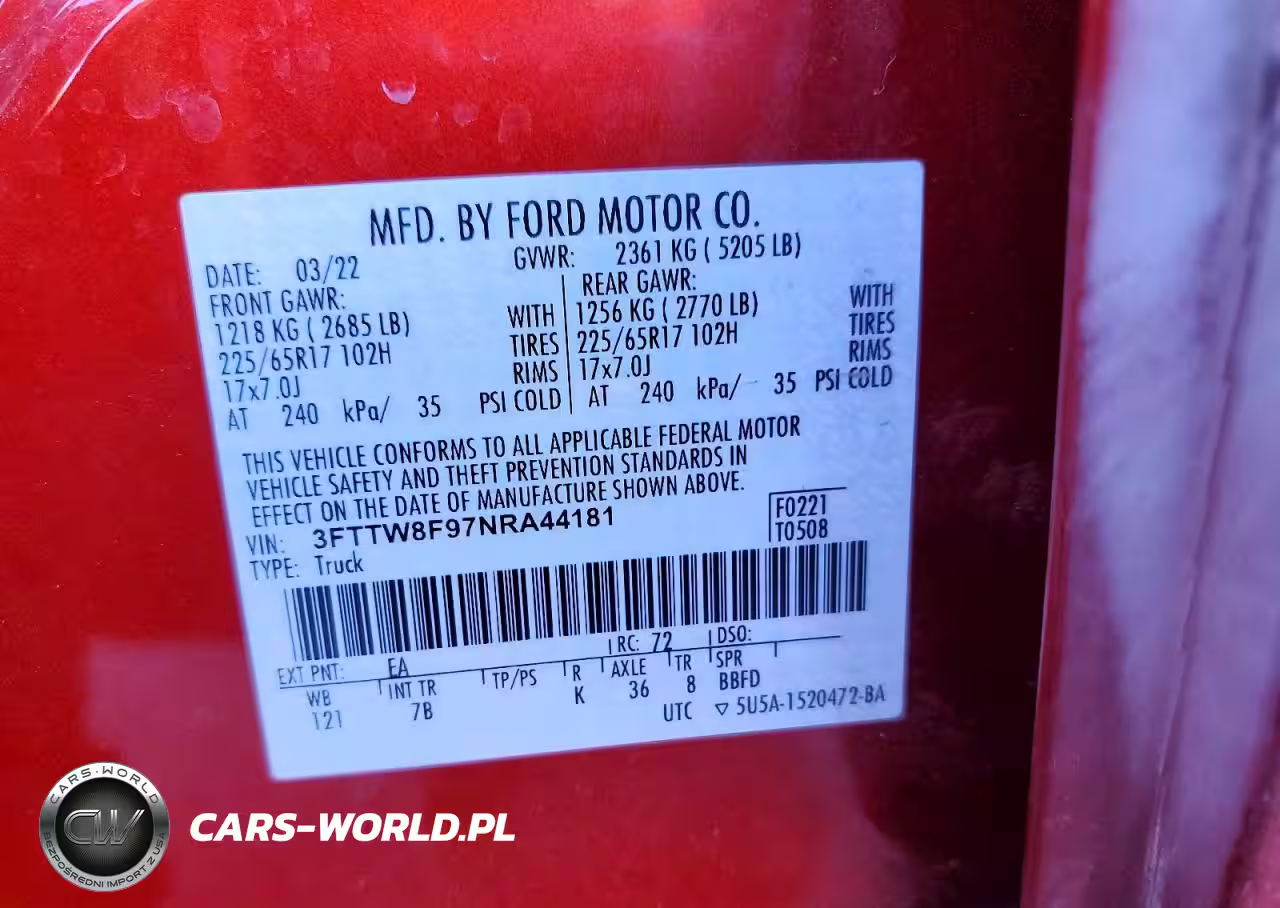 MFD. BY FORD MOTOR CO.
DATE: 03/22 GVWR: 2361 KG ( 5205 LB)
FRONT GAWR: REAR GAWR:
1218 KG ( 2685 LB) WITH 1256 KG ( 2770 LB) WITH
225/65R17 102H TIRES 225/65R17 102H TIRES
17x7.0J RIMS 17x7.0J RIMS
AT 240 kPa/ 35 PSI COLD AT 240 kPa/ 35 PSI COLD
THIS VEHICLE CONFORMS TO ALL APPLICABLE FEDERAL MOTOR
VEHICLE SAFETY AND THEFT PREVENTION STANDARDS IN
EFFECT ON THE DATE OF MANUFACTURE SHOWN ABOVE.
VIN: 3FTTW8F97NRA44181 F0221
TYPE: Truck T0508
EXT PNT: EA RC: 72 DSO:
WB INT TR TP/PS R AXLE TR SPR
121 7B K 36 8 BBFD
UTC ▽ 5U5A-1520472-BA
CARS-WORLD
CW
BEZPOŚREDNI IMPORT Z USA
CARS-WORLD.PL